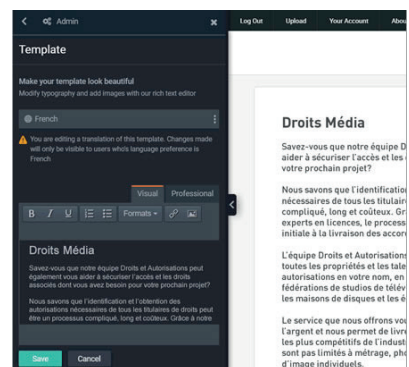 Admin
Log Out Upload Your Account Abou
Template
Make your template look beautiful
Modify typography and add images with our rich text editor
French
You are editing a translation of this template. Changes made
will only be visible to users who's language preference is
French
Visual Professional
B I U Formats
Droits Média
Savez-vous que notre équipe Droits et Autorisations peut
également vous aider à sécuriser l'accès et les droits
associés dont vous avez besoin pour votre prochain projet?
Nous savons que l'identification et l'obtention des
autorisations nécessaires de tous les titulaires de droits peut
être un processus compliqué, long et coûteux. Grâce à notre
Save Cancel
Droits Média
Savez-vous que notre équipe D
aider à sécuriser l'accès et les
votre prochain projet?
Nous savons que l'identificatio
nécessaires de tous les titulaire
compliqué, long et coûteux. Gr
experts en licences, le process
initiale à la livraison des accor
L'équipe Droits et Autorisations
toutes les propriétés et les tale
autorisations en votre nom, en
fédérations de studios de télév
les maisons de disques et les é
Le service que nous offrons vou
l'argent et nous permet de livre
les plus compétitifs de l'indust
sont pas limités à métrage, pho
d'image individuels.